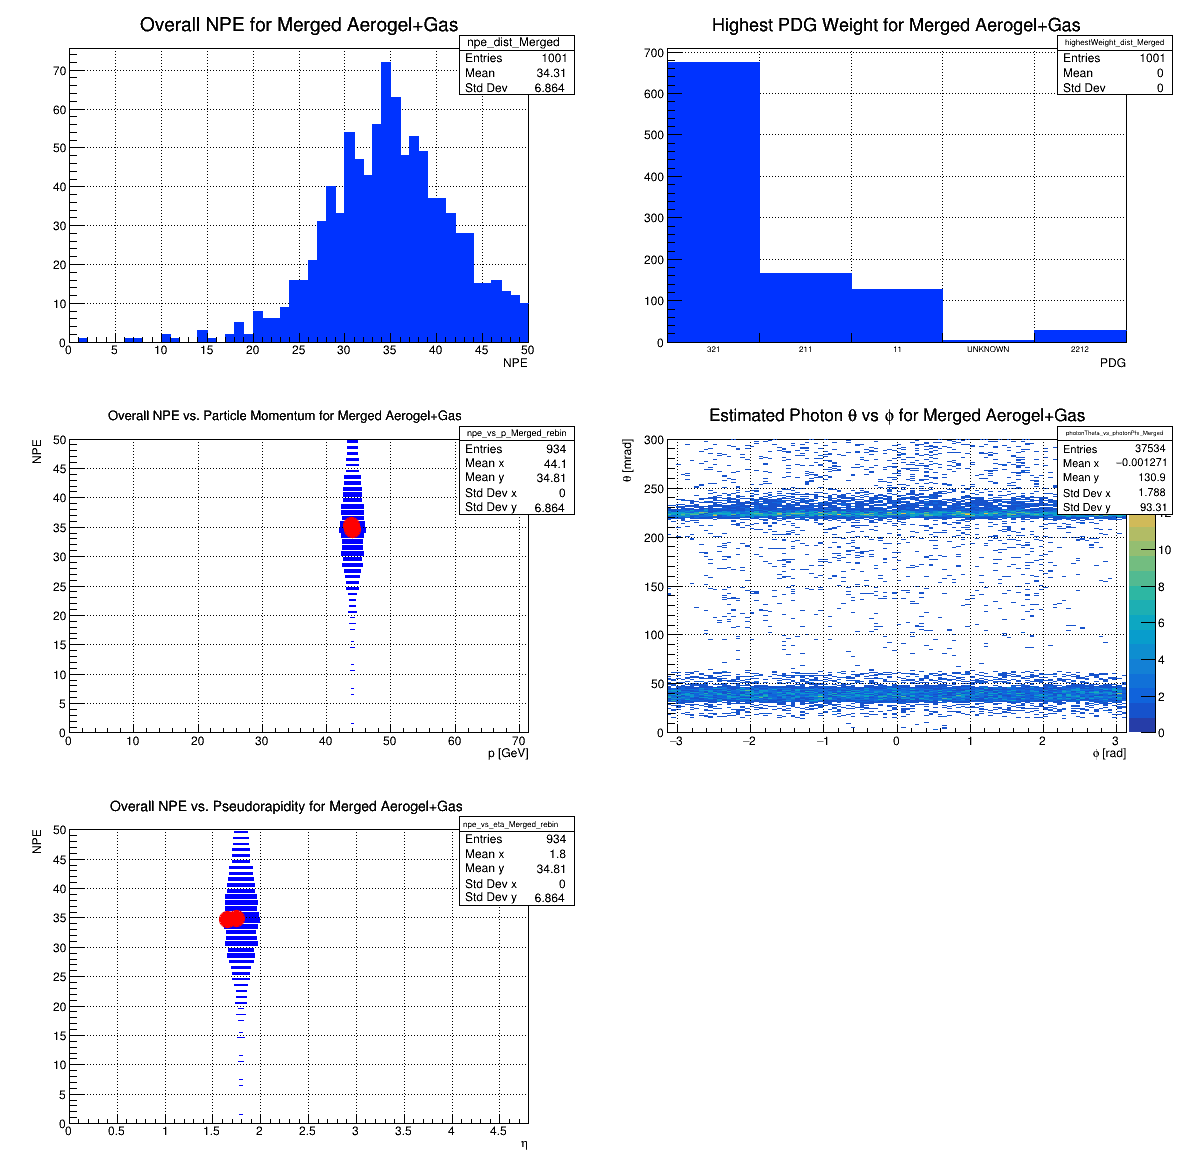 Overall NPE for Merged Aerogel+Gas
npe_dist_Merged
Entries 1001
Mean 34.31
Std Dev 6.864
70
60
50
40
30
20
10
0
0 5 10 15 20 25 30 35 40 45 50
NPE
Highest PDG Weight for Merged Aerogel+Gas
highestWeight_dist_Merged
Entries 1001
Mean 0
Std Dev 0
700
600
500
400
300
200
100
0
321 211 11 UNKNOWN 2212
PDG
Overall NPE vs. Particle Momentum for Merged Aerogel+Gas
npe_vs_p_Merged_rebin
Entries 934
Mean x 44.1
Mean y 34.81
Std Dev x 0
Std Dev y 6.864
NPE
50
45
40
35
30
25
20
15
10
5
0
0 10 20 30 40 50 60 70
p [GeV]
Estimated Photon θ vs ϕ for Merged Aerogel+Gas
photonTheta_vs_photonPhi_Merged
Entries 37534
Mean x −0.001271
Mean y 130.9
Std Dev x 1.788
Std Dev y 93.31
θ [mrad]
300
250
200
150
100
50
0
−3 −2 −1 0 1 2 3
ϕ [rad]
12
10
8
6
4
2
0
Overall NPE vs. Pseudorapidity for Merged Aerogel+Gas
npe_vs_eta_Merged_rebin
Entries 934
Mean x 1.8
Mean y 34.81
Std Dev x 0
Std Dev y 6.864
NPE
50
45
40
35
30
25
20
15
10
5
0
0 0.5 1 1.5 2 2.5 3 3.5 4 4.5
η